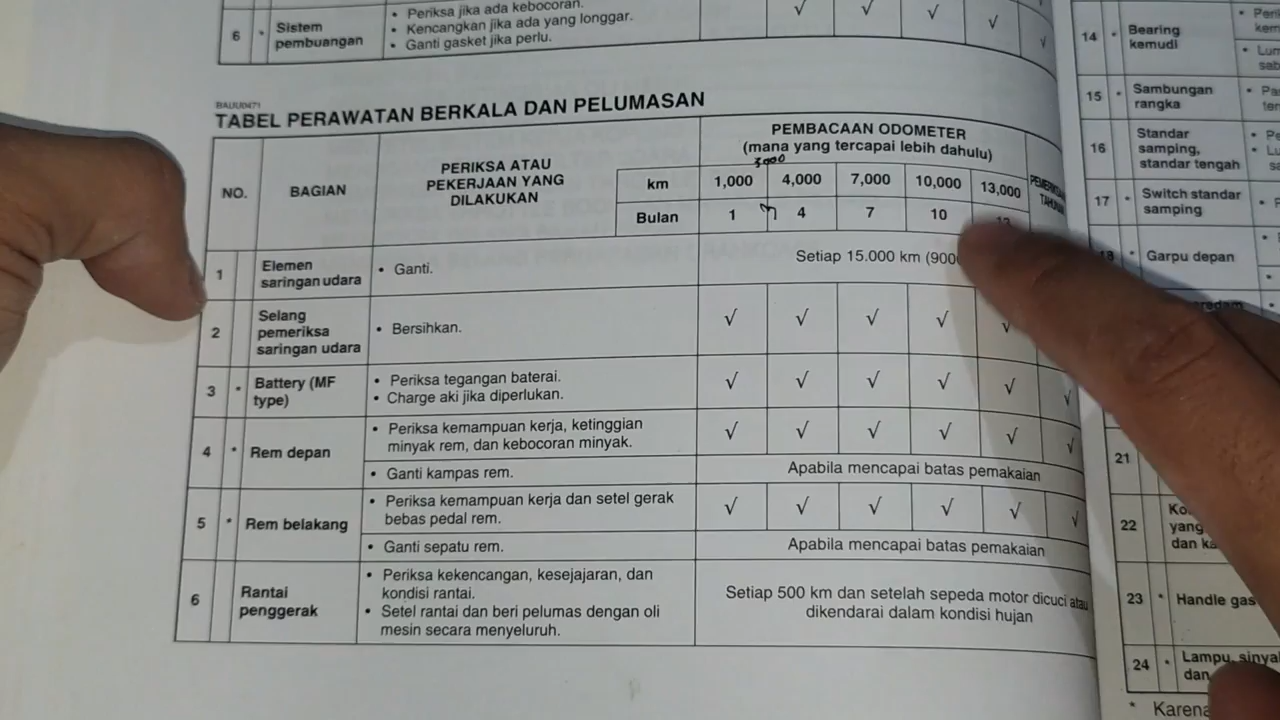 • Periksa jika ada kebocoran.
6 * Sistem pembuangan
• Kencangkan jika ada yang longgar.
• Ganti gasket jika perlu.
√ √ √ √ √
BAUU0471
TABEL PERAWATAN BERKALA DAN PELUMASAN
NO.
BAGIAN
PERIKSA ATAU
PEKERJAAN YANG
DILAKUKAN
PEMBACAAN ODOMETER
(mana yang tercapai lebih dahulu)
3000
km 1,000 4,000 7,000 10,000 13,000
Bulan 1 4 7 10
1
Elemen
saringan udara
• Ganti.
Setiap 15.000 km
2
Selang
pemeriksa
saringan udara
• Bersihkan.
√ √ √ √ √
3 *
Battery (MF
type)
• Periksa tegangan baterai.
• Charge aki jika diperlukan.
√ √ √ √ √ √
4 *
Rem depan
• Periksa kemampuan kerja, ketinggian
minyak rem, dan kebocoran minyak.
√ √ √ √ √ √
• Ganti kampas rem.
Apabila mencapai batas pemakaian
5 *
Rem belakang
• Periksa kemampuan kerja dan setel gerak
bebas pedal rem.
√ √ √ √ √ √
• Ganti sepatu rem.
Apabila mencapai batas pemakaian
6
Rantai
penggerak
• Periksa kekencangan, kesejajaran, dan
kondisi rantai.
• Setel rantai dan beri pelumas dengan oli
mesin secara menyeluruh.
Setiap 500 km dan setelah sepeda motor dicuci atau
dikendarai dalam kondisi hujan
14 *
Bearing
kemudi
15 *
Sambungan
rangka
16
Standar
samping,
standar tengah
17 *
Switch standar
samping
*
Garpu depan
21
22
yang
dan
23 *
Handle gas
24 *
Lampu, sinyal
dan
* Karena